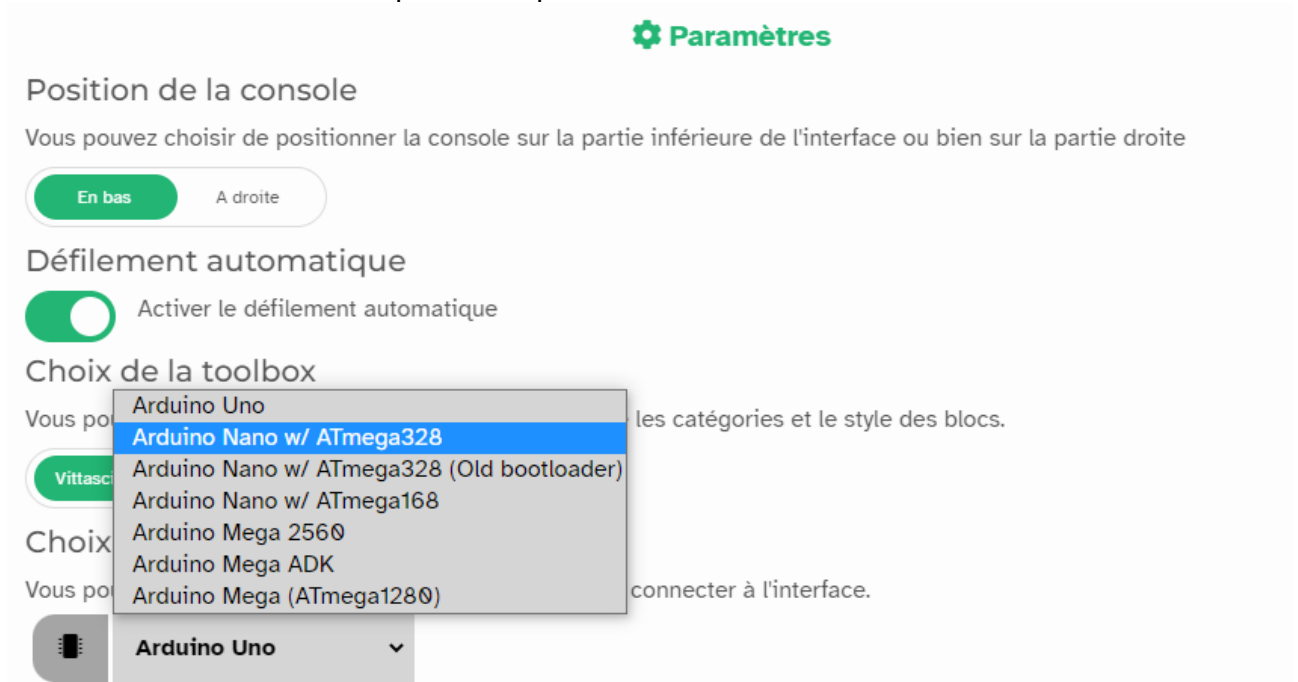 Paramètres
Position de la console
Vous pouvez choisir de positionner la console sur la partie inférieure de l'interface ou bien sur la partie droite
En bas A droite
Défilement automatique
Activer le défilement automatique
Choix de la toolbox
Arduino Uno
Vous les catégories et le style des blocs.
Arduino Nano w/ ATmega328
Arduino Nano w/ ATmega328 (Old bootloader)
Arduino Nano w/ ATmega168
Arduino Mega 2560
Choix
Arduino Mega ADK
Vous connecter à l'interface.
Arduino Mega (ATmega1280)
Arduino Uno